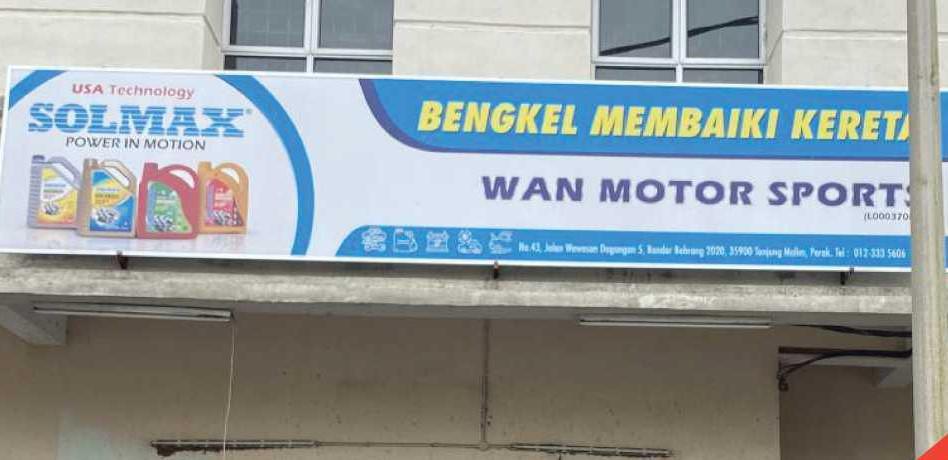 USA Technology
SOLMAX®
POWER IN MOTION
BENGKEL MEMBAIKI KERETA
WAN MOTOR SPORTS
(L000370
No.43, Jalan Wawasan Dagangan 5, Bandar Behrang 2020, 35900 Tanjung Malim, Perak. Tel : 012-333 5606